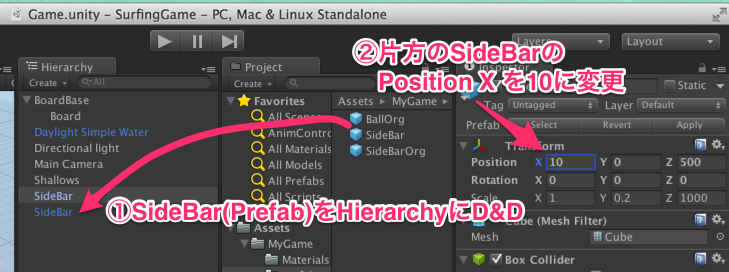 Game.unity - SurfingGame - PC, Mac & Linux Standalone
Layers
Layout
②片方のSideBarの
Position X を10に変更
Hierarchy
Create
All
BoardBase
Board
Daylight Simple Water
Directional light
Main Camera
Shallows
SideBar
SideBar
Project
Create
Favorites
All Scenes
AnimContro
All Materials
All Models
All Prefabs
All Scripts
Assets
MyGame
Materials
Assets
MyGame
BallOrg
SideBar
SideBarOrg
①SideBar(Prefab)をHierarchyにD&D
Inspector
Static
Tag
Untagged
Layer
Default
Prefab
Select
Revert
Apply
Transform
Position X 10 Y 0 Z 500
Rotation X 0 Y 0 Z 0
Scale X 1 Y 0.2 Z 1000
Cube (Mesh Filter)
Mesh
Cube
Box Collider